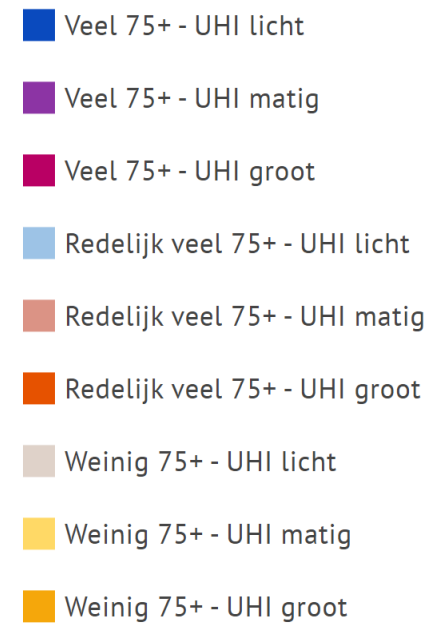 Veel 75+ - UHI licht
Veel 75+ - UHI matig
Veel 75+ - UHI groot
Redelijk veel 75+ - UHI licht
Redelijk veel 75+ - UHI matig
Redelijk veel 75+ - UHI groot
Weinig 75+ - UHI licht
Weinig 75+ - UHI matig
Weinig 75+ - UHI groot